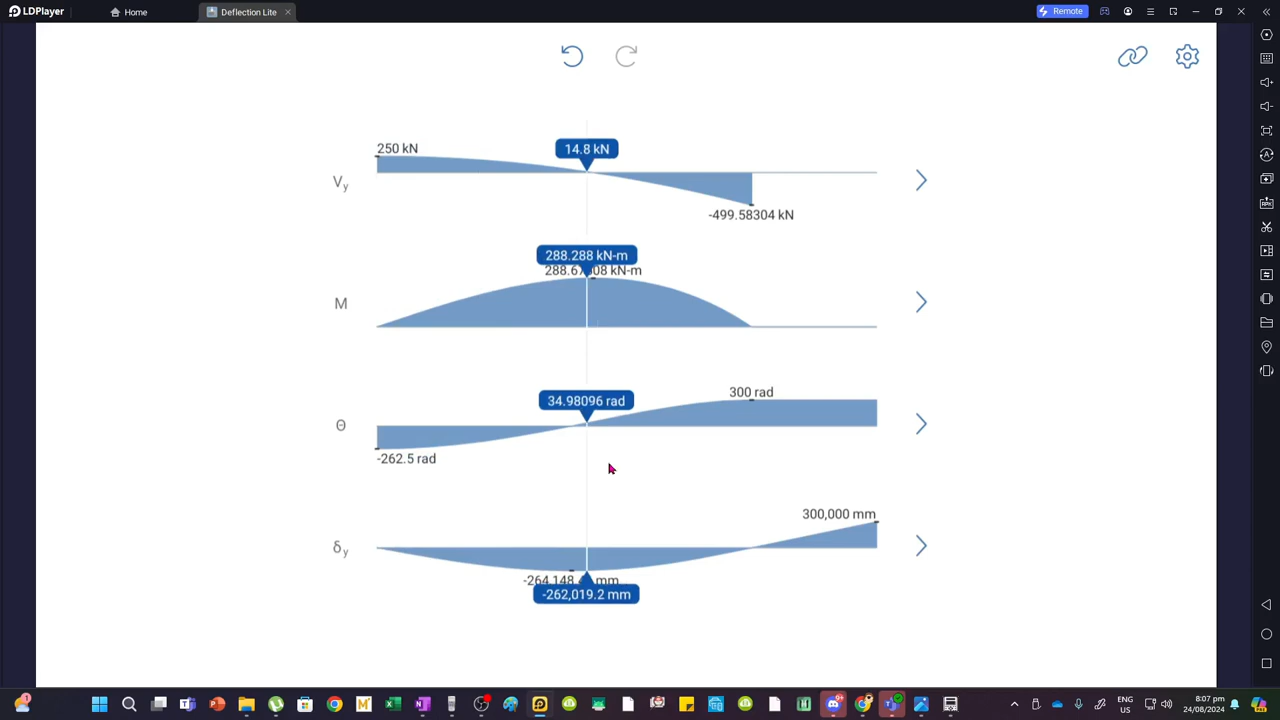 LDPlayer
Home
Deflection Lite
Remote
250 kN
14.8 kN
Vy
-499.58304 kN
288.288 kN-m
M
-262.5 rad
34.98096 rad
300 rad
Θ
300,000 mm
δy
-262,019.2 mm
ENG
US
8:07 pm
24/08/2024